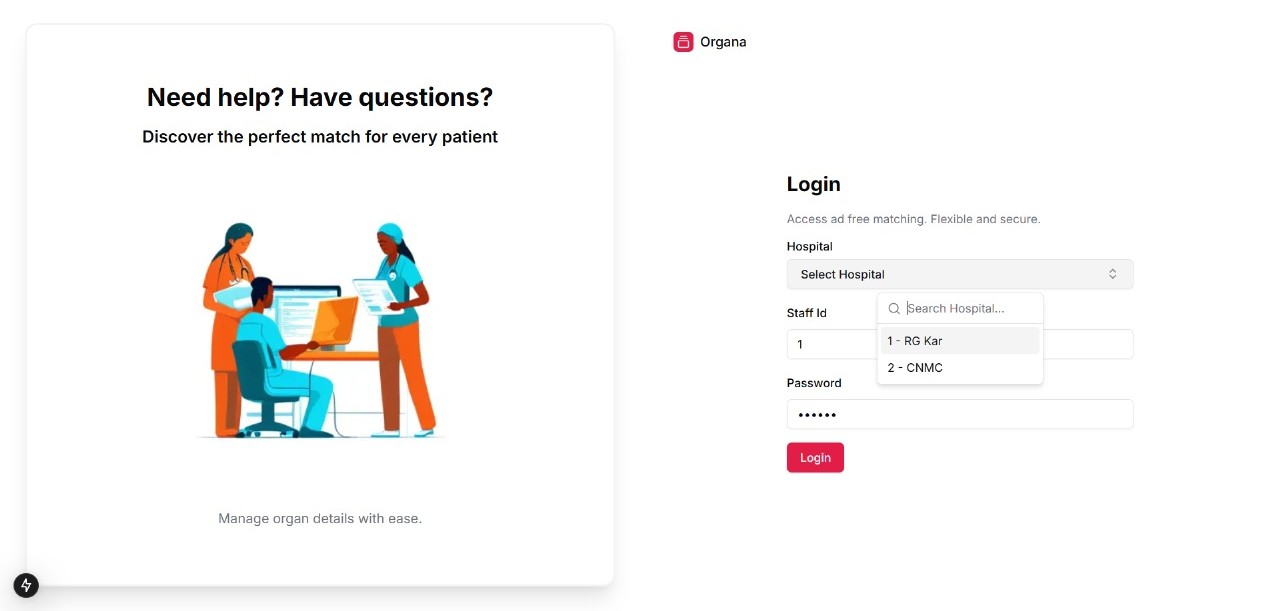 Need help? Have questions?
Discover the perfect match for every patient
Manage organ details with ease.
Organa
Login
Access ad free matching. Flexible and secure.
Hospital
Select Hospital
Search Hospital...
1 - RG Kar
2 - CNMC
Staff Id
1
Password
••••••
Login